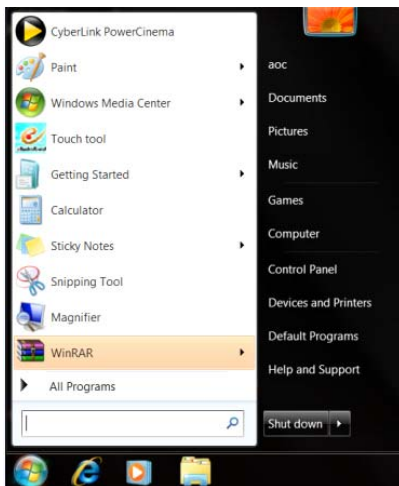 CyberLink PowerCinema
Paint
Windows Media Center
Touch tool
Getting Started
Calculator
Sticky Notes
Snipping Tool
Magnifier
WinRAR
All Programs
aoc
Documents
Pictures
Music
Games
Computer
Control Panel
Devices and Printers
Default Programs
Help and Support
Shut down